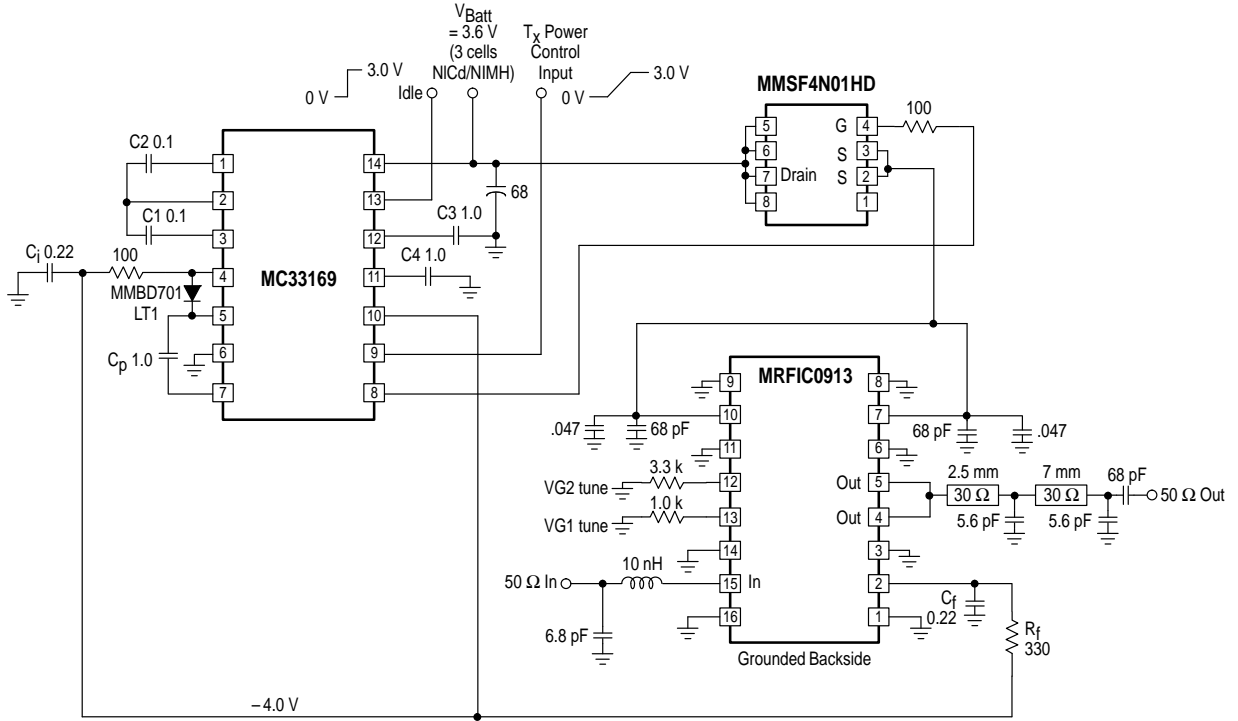 VBatt
= 3.6 V
(3 cells
NICd/NIMH)
TX Power
Control
Input
3.0 V
0 V
Idle
0 V
3.0 V
MMSF4N01HD
5
6
7
8
Drain
G
S
S
4
3
2
1
100
C2 0.1
C1 0.1
1
2
3
4
5
6
7
MC33169
14
13
12
11
10
9
8
68
C3 1.0
C4 1.0
Ci 0.22
100
MMBD701
LT1
Cp 1.0
MRFIC0913
9
10
11
12
13
14
15
16
In
8
7
6
5
4
3
2
1
Out
Out
.047
68 pF
68 pF
.047
3.3 k
VG2 tune
1.0 k
VG1 tune
10 nH
50 Ω In
6.8 pF
2.5 mm
30 Ω
7 mm
30 Ω
68 pF
50 Ω Out
5.6 pF
5.6 pF
Cf
0.22
Rf
330
Grounded Backside
–4.0 V